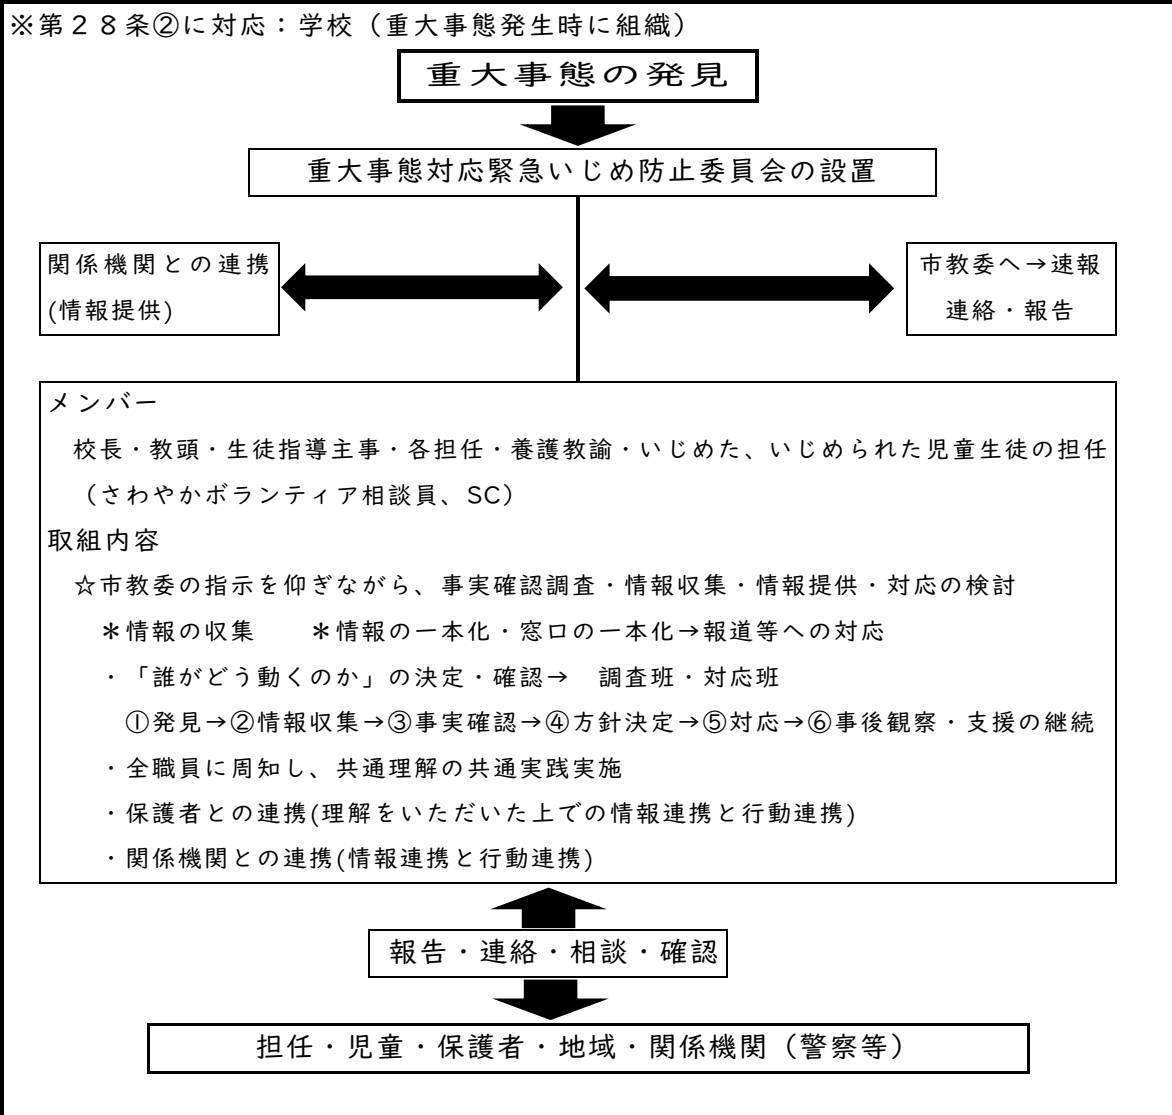 ※第２８条②に対応：学校（重大事態発生時に組織）
重大事態の発見
重大事態対応緊急いじめ防止委員会の設置
関係機関との連携
(情報提供)
市教委へ→速報
連絡・報告
メンバー
校長・教頭・生徒指導主事・各担任・養護教諭・いじめた、いじめられた児童生徒の担任
（さわやかボランティア相談員、SC）
取組内容
☆市教委の指示を仰ぎながら、事実確認調査・情報収集・情報提供・対応の検討
＊情報の収集　　＊情報の一本化・窓口の一本化→報道等への対応
・「誰がどう動くのか」の決定・確認→　調査班・対応班
①発見→②情報収集→③事実確認→④方針決定→⑤対応→⑥事後観察・支援の継続
・全職員に周知し、共通理解の共通実践実施
・保護者との連携(理解をいただいた上での情報連携と行動連携)
・関係機関との連携(情報連携と行動連携)
報告・連絡・相談・確認
担任・児童・保護者・地域・関係機関（警察等）